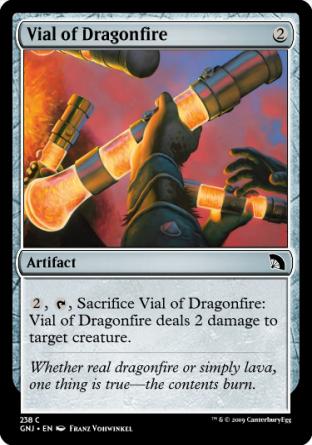 Vial of Dragonfire 2
Artifact
2, , Sacrifice Vial of Dragonfire:
Vial of Dragonfire deals 2 damage to
target creature.
Whether real dragonfire or simply lava,
one thing is true—the contents burn.
238 C
GNJ • EN Franz Vohwinkel
™ & © 2019 CanterburyEgg